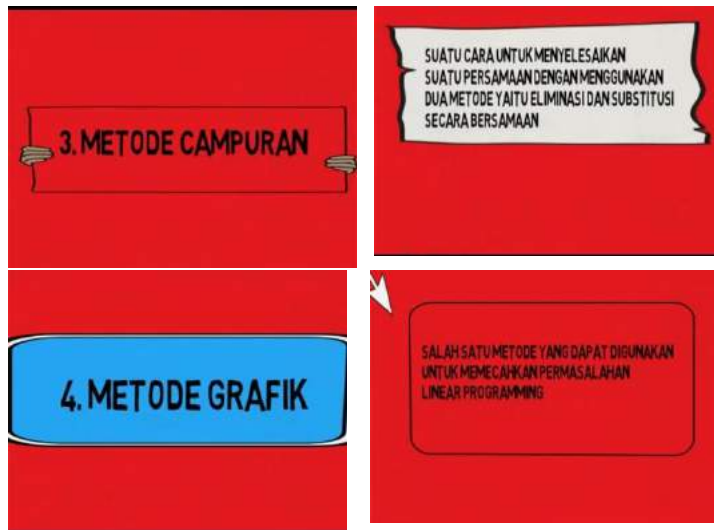 3. METODE CAMPURAN
SUATU CARA UNTUK MENYELESAIKAN
SUATU PERSAMAAN DENGAN MENGGUNAKAN
DUA METODE YAITU ELIMINASI DAN SUBSTITUSI
SECARA BERSAMAAN
4. METODE GRAFIK
SALAH SATU METODE YANG DAPAT DIGUNAKAN
UNTUK MEMECAHKAN PERMASALAHAN
LINEAR PROGRAMMING